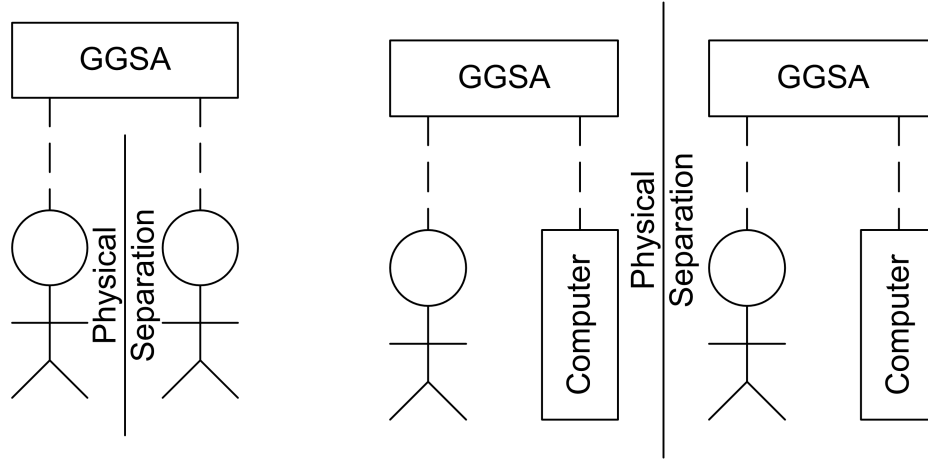 GGSA
Physical
Separation
GGSA
Computer
Physical
Separation
GGSA
Computer